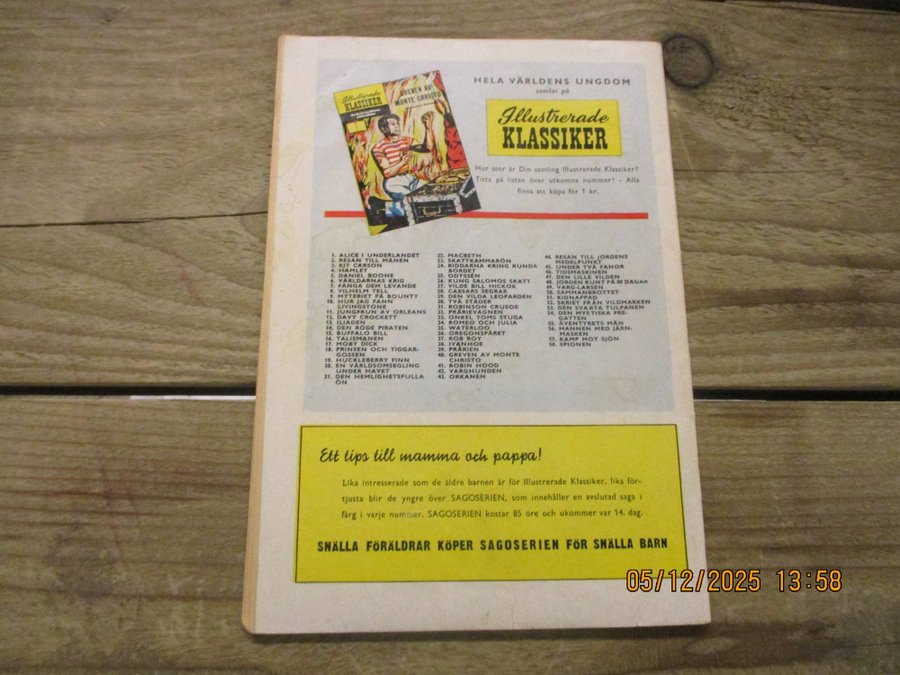 HELA VÄRLDENS UNGDOM
samlar på
Illustrerade
KLASSIKER
Illustrerade
KLASSIKER
GREVEN AV
MONTE CHRISTO
Hur stor är Din samling Illustrerade Klassiker?
Titta på listan över utkomna nummer! - Alla
finns att köpa för 1 kr.
1. ALICE I UNDERLANDET
2. RESAN TILL MÅNEN
3. KIT CARSON
4. HAMLET
5. DANIEL BOONE
6. VÄRLDARNAS KRIG
7. FÅNGA DEM LEVANDE
8. VILHELM TELL
9. MYTERIET PÅ BOUNTY
10. HUR JAG FANN
LIVINGSTONE
11. JUNGFRUN AV ORLEANS
12. DAVY CROCKETT
13. ILIADEN
14. DEN RÖDE PIRATEN
15. BUFFALO BILL
16. TALISMANEN
17. MOBY DICK
18. PRINSEN OCH TIGGAR-
GOSSEN
19. HUCKLEBERRY FINN
20. EN VÄRLDSOMSEGLING
UNDER HAVET
21. DEN HEMLIGHETSFULLA
ÖN
22. MACBETH
23. SKATTKAMMARÖN
24. RIDDARNA KRING RUNDA
BORDET
25. ODYSSÉN
26. KUNG SALOMOS SKATT
27. VILDE BILL HICKOK
28. CAESARS SEGRAR
29. DEN VILDA LEOPARDEN
30. TVÅ STÄDER
31. ROBINSON CRUSOE
32. PRÄRIEVAGNEN
33. ONKEL TOMS STUGA
34. ROMEO OCH JULIA
35. WATERLOO
36. OREGONSPÅRET
37. ROB ROY
38. IVANHOE
39. PRÄRIEN
40. GREVEN AV MONTE
CHRISTO
41. ROBIN HOOD
42. VARGHUNDEN
43. ORKANEN
44. RESAN TILL JORDENS
MEDELPUNKT
45. UNDER TVÅ FANOR
46. TIDSMASKINEN
47. DEN LILLE VILDEN
48. JORDEN RUNT PÅ 80 DAGAR
49. VARG-LARSEN
50. SAMMANBROTTET
51. KIDNAPPAD
52. SKRIET FRÅN VILDMARKEN
53. DEN SVARTA TULPANEN
54. DEN MYSTISKA FRE-
GATTEN
55. ÄVENTYRETS MÄN
56. MANNEN MED JÄRN-
MASKEN
57. KAMP MOT SJÖN
58. SPIONEN
Ett tips till mamma och pappa!
Lika intresserade som de äldre barnen är för Illustrerade Klassiker, lika för-
tjusta blir de yngre över SAGOSERIEN, som innehåller en avslutad saga i
färg i varje nummer. SAGOSERIEN kostar 85 öre och ukommer var 14. dag.
SNÄLLA FÖRÄLDRAR KÖPER SAGOSERIEN FÖR SNÄLLA BARN
05/12/2025 13:58